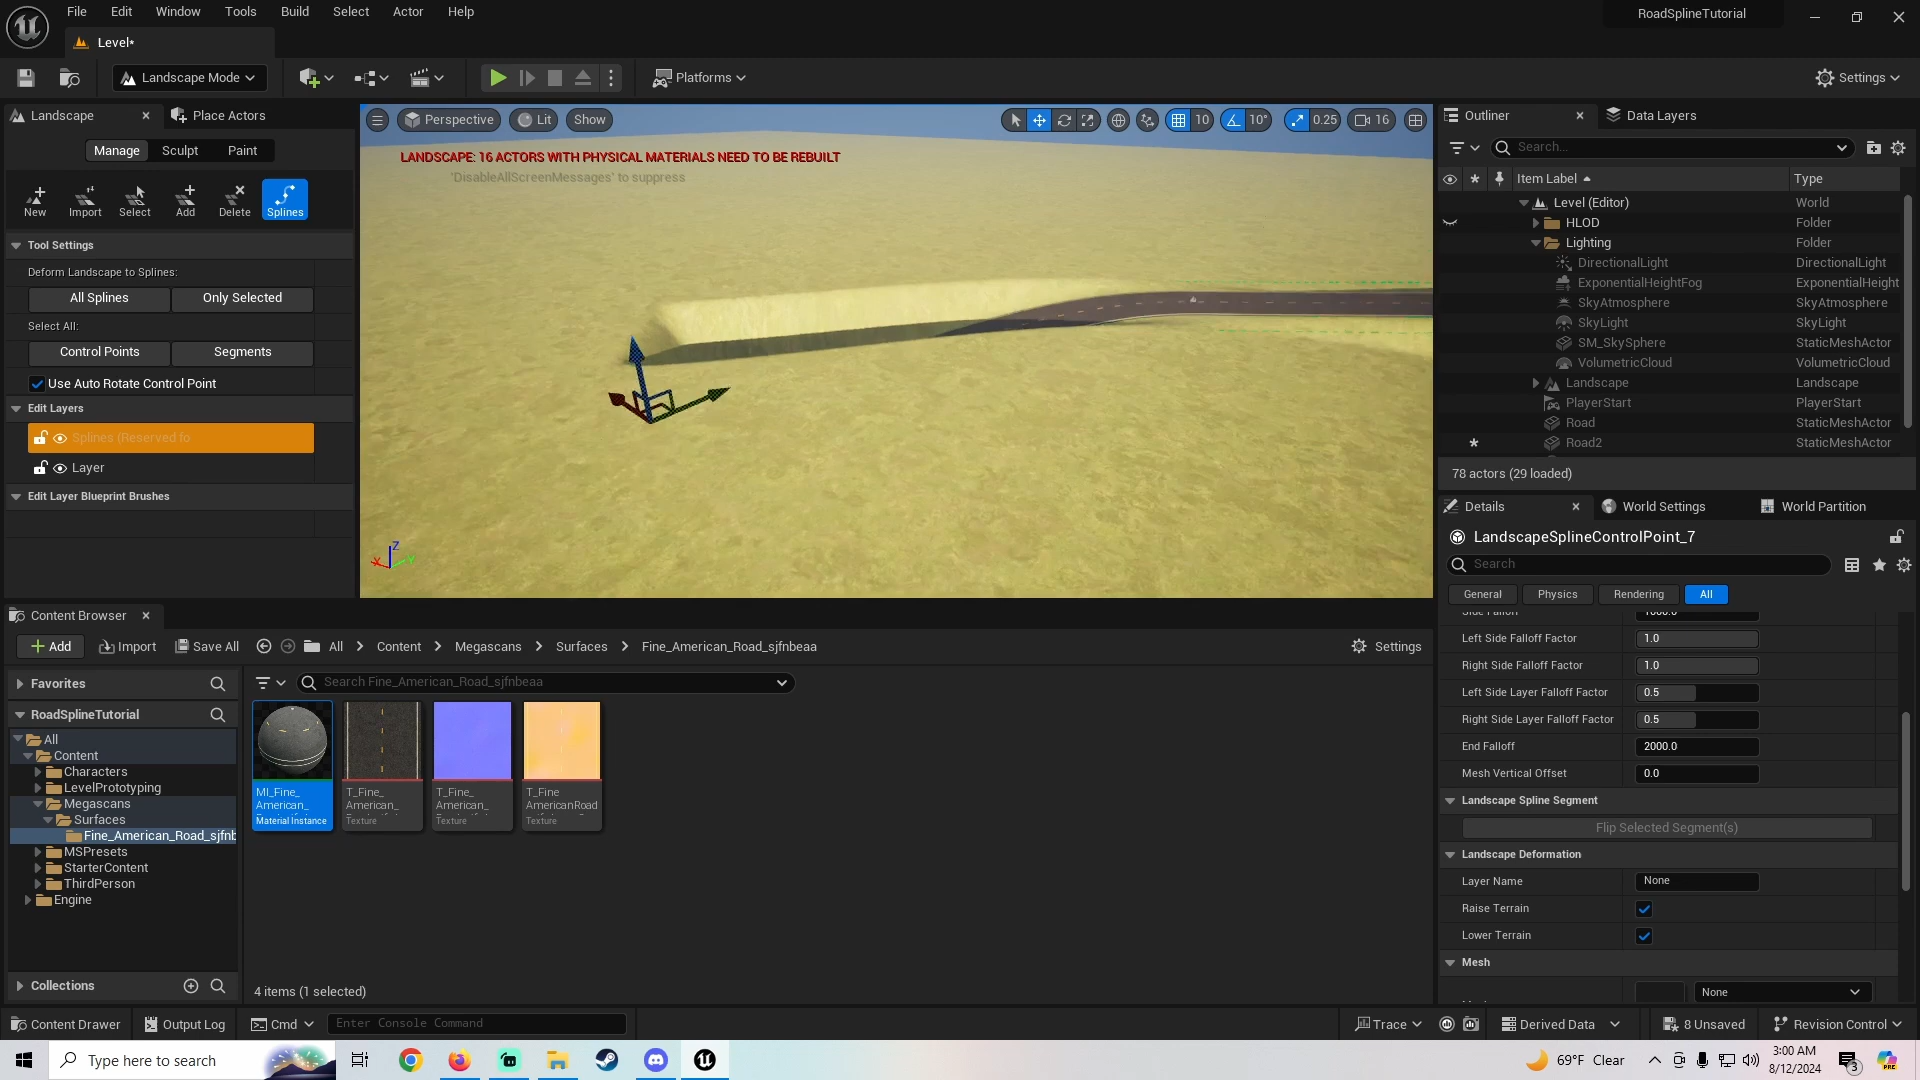 File Edit Window Tools Build Select Actor Help
RoadSplineTutorial
Level*
Landscape Mode
Platforms
Settings
Landscape
Place Actors
Manage Sculpt Paint
New Import Select Add Delete Splines
Tool Settings
Deform Landscape to Splines:
All Splines Only Selected
Select All:
Control Points Segments
Use Auto Rotate Control Point
Edit Layers
Splines (Reserved fo
Layer
Edit Layer Blueprint Brushes
Perspective Lit Show
10 10° 0.25 16
LANDSCAPE: 16 ACTORS WITH PHYSICAL MATERIALS NEED TO BE REBUILT
'DisableAllScreenMessages' to suppress
Z
X Y
Outliner Data Layers
Search...
Item Label Type
Level (Editor) World
HLOD Folder
Lighting Folder
DirectionalLight DirectionalLight
ExponentialHeightFog ExponentialHeight
SkyAtmosphere SkyAtmosphere
SkyLight SkyLight
SM_SkySphere StaticMeshActor
VolumetricCloud VolumetricCloud
Landscape Landscape
PlayerStart PlayerStart
Road StaticMeshActor
Road2 StaticMeshActor
78 actors (29 loaded)
Details World Settings World Partition
LandscapeSplineControlPoint_7
Search
General Physics Rendering All
Side Falloff 1000.0
Left Side Falloff Factor 1.0
Right Side Falloff Factor 1.0
Left Side Layer Falloff Factor 0.5
Right Side Layer Falloff Factor 0.5
End Falloff 2000.0
Mesh Vertical Offset 0.0
Landscape Spline Segment
Flip Selected Segment(s)
Landscape Deformation
Layer Name None
Raise Terrain
Lower Terrain
Mesh
None
Content Browser
Add Import Save All All Content Megascans Surfaces Fine_American_Road_sjfnbeaa Settings
Favorites
RoadSplineTutorial
All
Content
Characters
LevelPrototyping
Megascans
Surfaces
Fine_American_Road_sjfnb
MSPresets
StarterContent
ThirdPerson
Engine
Collections
Search Fine_American_Road_sjfnbeaa
MI_Fine_
American_
Material Instance
T_Fine_
American_
Texture
T_Fine_
American_
Texture
T_Fine
AmericanRoad
Texture
4 items (1 selected)
Content Drawer Output Log Cmd Enter Console Command Trace Derived Data 8 Unsaved Revision Control
Type here to search
69°F Clear
3:00 AM
8/12/2024
3
PRE